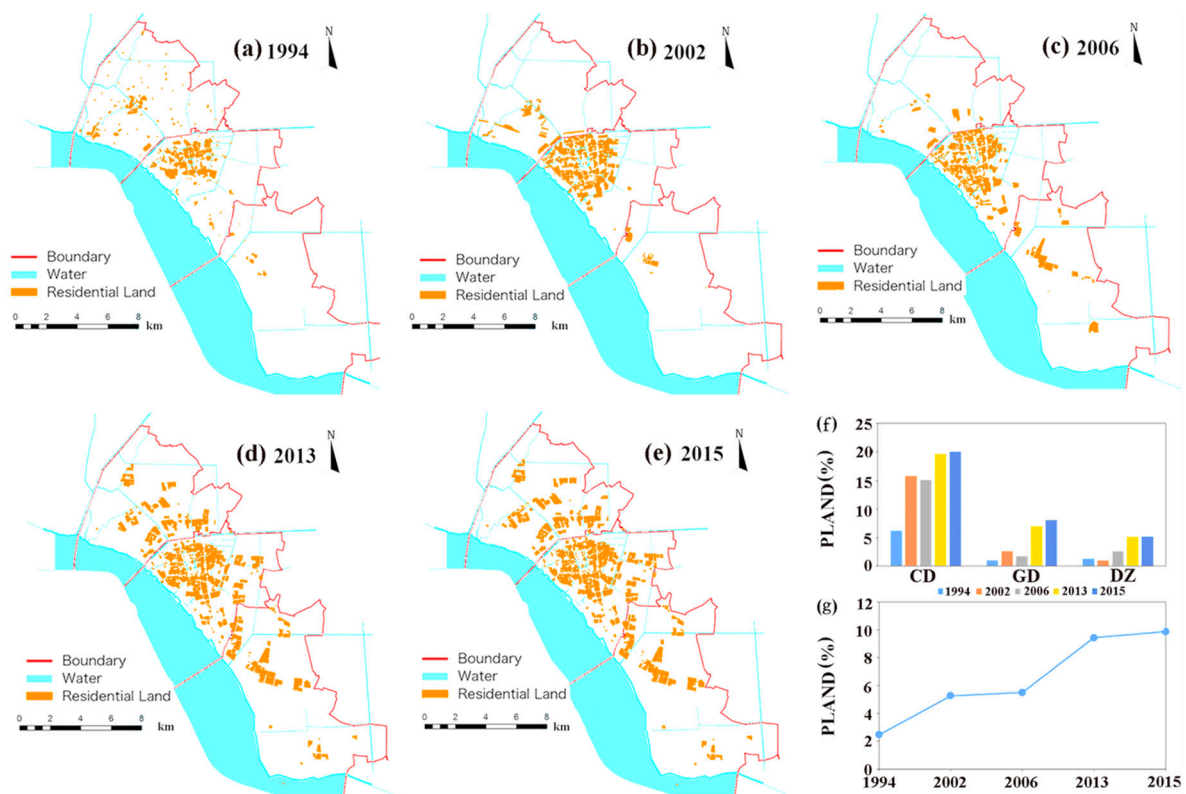 (a) 1994
N
Boundary
Water
Residential Land
0 2 4 6 8 km
(b) 2002
N
Boundary
Water
Residential Land
0 2 4 6 8 km
(c) 2006
N
Boundary
Water
Residential Land
0 2 4 6 8 km
(d) 2013
N
Boundary
Water
Residential Land
0 2 4 6 8 km
(e) 2015
N
Boundary
Water
Residential Land
0 2 4 6 8 km
(f)
PLAND(%)
25
20
15
10
5
0
CD GD DZ
1994 2002 2006 2013 2015
(g)
PLAND(%)
12
10
8
6
4
2
0
1994 2002 2006 2013 2015